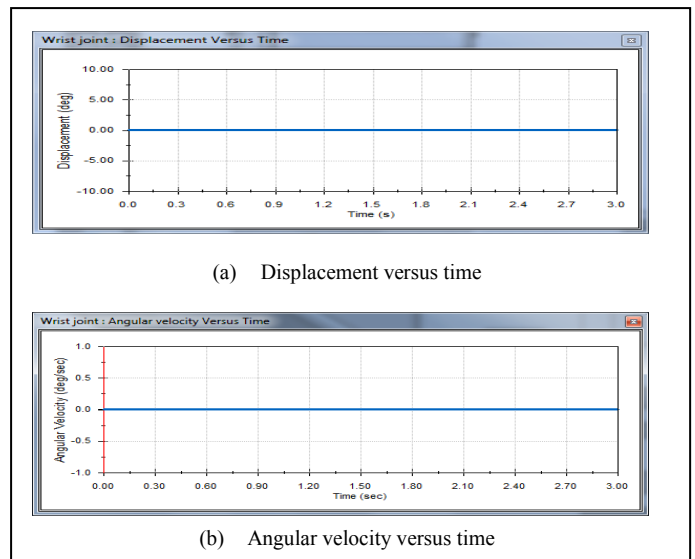 Wrist joint : Displacement Versus Time
10.00
5.00
0.00
-5.00
-10.00
Displacement (deg)
0.0 0.3 0.6 0.9 1.2 1.5 1.8 2.1 2.4 2.7 3.0
Time (s)
(a) Displacement versus time
Wrist joint : Angular velocity Versus Time
1.0
0.5
0.0
-0.5
-1.0
Angular Velocity (deg/sec)
0.00 0.30 0.60 0.90 1.20 1.50 1.80 2.10 2.40 2.70 3.00
Time (sec)
(b) Angular velocity versus time